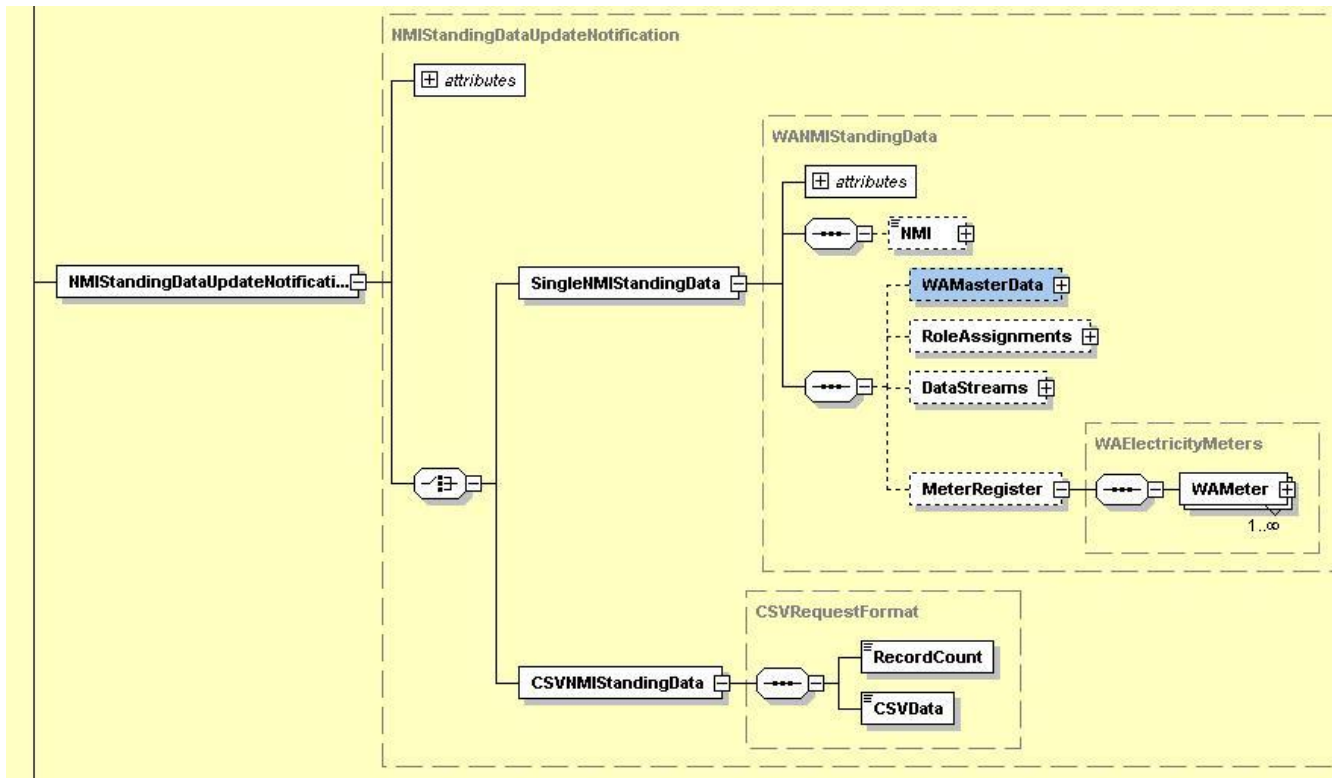 NMIStandingDataUpdateNotification
attributes
WANMIStandingData
attributes
NMI
NMIStandingDataUpdateNotificati...
SingleNMIStandingData
WAMasterData
RoleAssignments
DataStreams
WAElectricityMeters
MeterRegister
WAMeter
1..∞
CSVRequestFormat
RecordCount
CSVNMIStandingData
CSVData